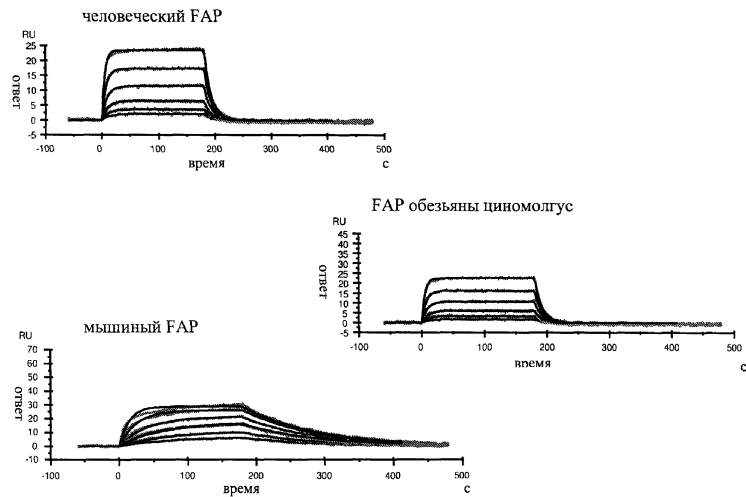 человеческий FAP
RU
25
20
15
10
5
0
-5
ответ
-100 0 100 200 300 400 500
время с
FAP обезьяны циномолгус
RU
45
40
35
30
25
20
15
10
5
0
-5
ответ
-100 0 100 200 300 400 500
время с
мышиный FAP
RU
70
60
50
40
30
20
10
0
-10
ответ
-100 0 100 200 300 400 500
время с